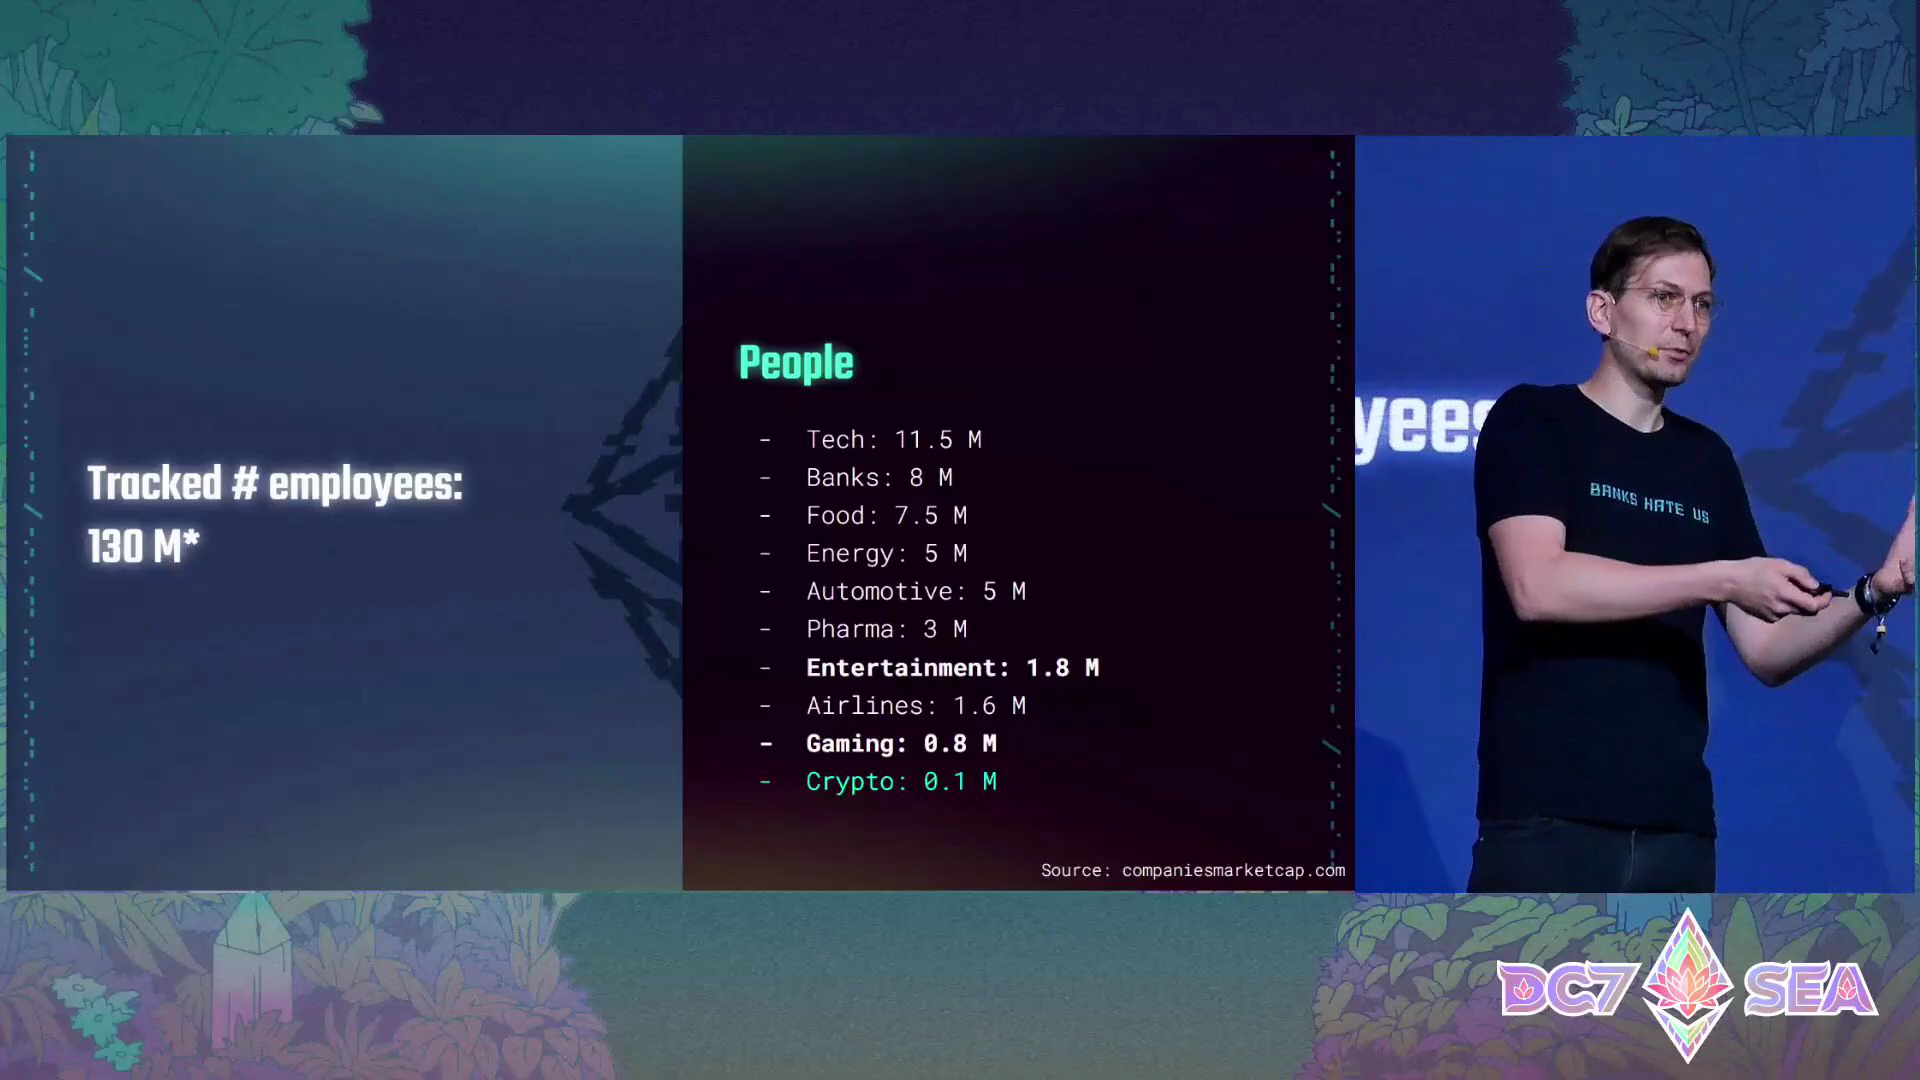 Tracked # employees:
130 M*
People
- Tech: 11.5 M
- Banks: 8 M
- Food: 7.5 M
- Energy: 5 M
- Automotive: 5 M
- Pharma: 3 M
- Entertainment: 1.8 M
- Airlines: 1.6 M
- Gaming: 0.8 M
- Crypto: 0.1 M
Source: companiesmarketcap.com
yees
BANKS HATE US
DC7 SEA